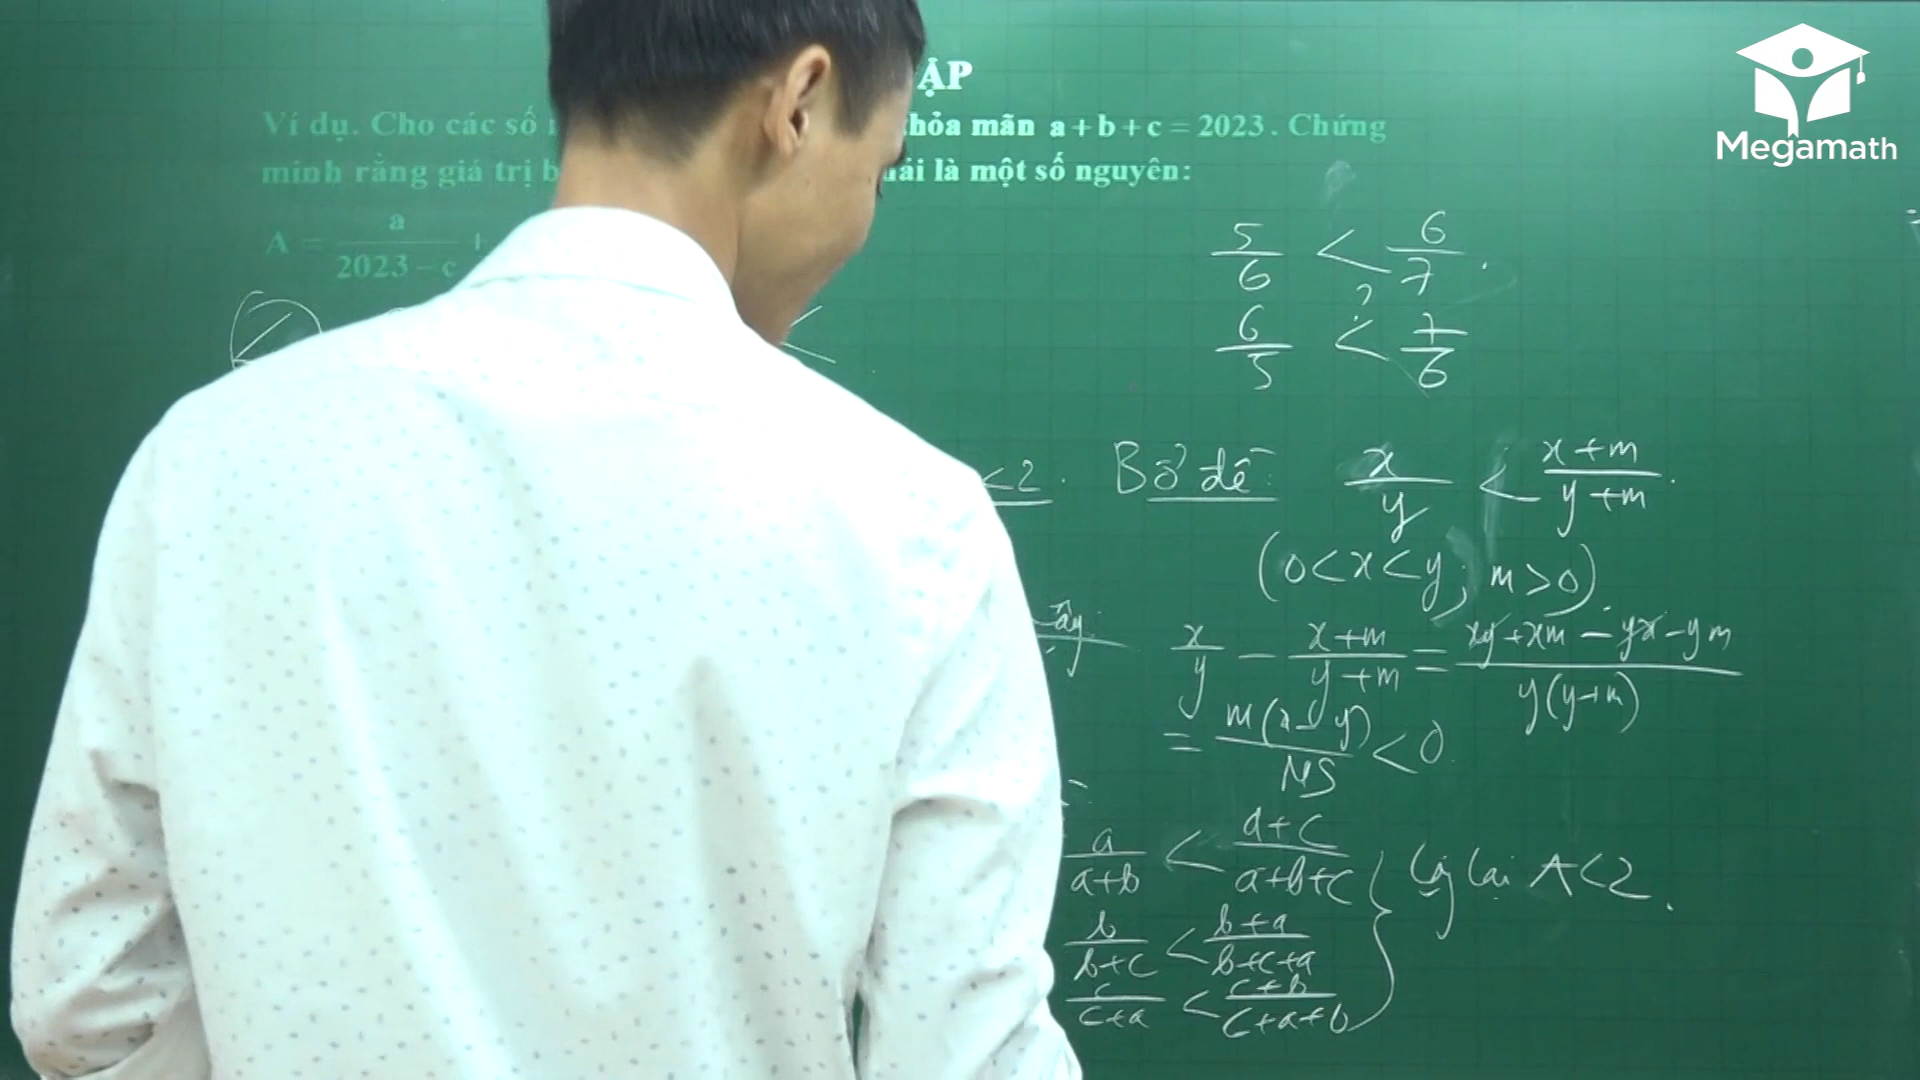 ẬP
Megamath
Ví dụ. Cho các số
thỏa mãn a + b + c = 2023. Chứng
minh rằng giá trị b
ải là một số nguyên:
A = a / 2023 - c +
5/6 < 6/7.
?
6/5 < 7/6
<2. Bổ đề: x/y < (x+m)/(y+m).
(0<x<y; m>0).
ấy: x/y - (x+m)/(y+m) = (xy+xm-yx-ym)/(y(y+m))
= m(x-y)/MS < 0
a/(a+b) < (a+c)/(a+b+c)
b/(b+c) < (b+a)/(b+c+a)
c/(c+a) < (c+b)/(c+a+b)
} Cộng lại A<2.